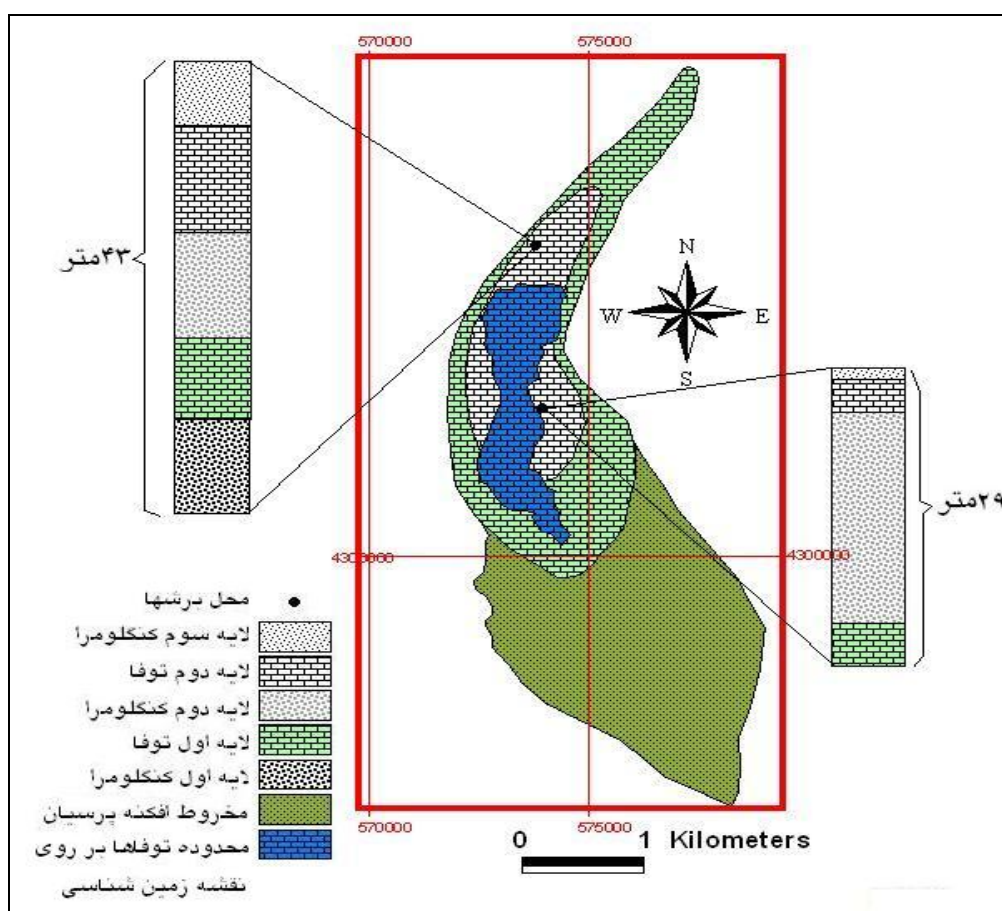 570000
575000
۴۳متر
N
W
E
S
۲۹متر
4300000
4300000
محل برشها
لایه سوم کنگلومرا
لایه دوم توفا
لایه دوم کنگلومرا
لایه اول توفا
لایه اول کنگلومرا
مخروط افکنه پرسیان
محدوده توفاها بر روی
نقشه زمین شناسی
570000
575000
0
1 Kilometers